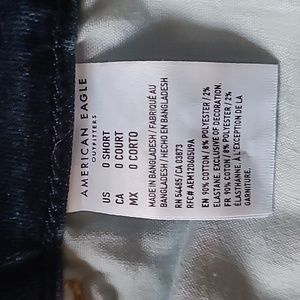 AMERICAN EAGLE
OUTFITTERS
US 0 SHORT
CA 0 COURT
MX 0 CORTO
MADE IN BANGLADESH / FABRIQUÉ AU
BANGLADESH / HECHO EN BANGLADESH
RN 54485/CA 03873
RFC# AEM120605U9A
EN 90% COTTON / 8% POLYESTER / 2%
ELASTANE. EXCLUSIVE OF DECORATION.
FR 90% COTON / 8% POLYESTER / 2%
ÉLASTHANNE. À L'EXCEPTION DE LA
GARNITURE.